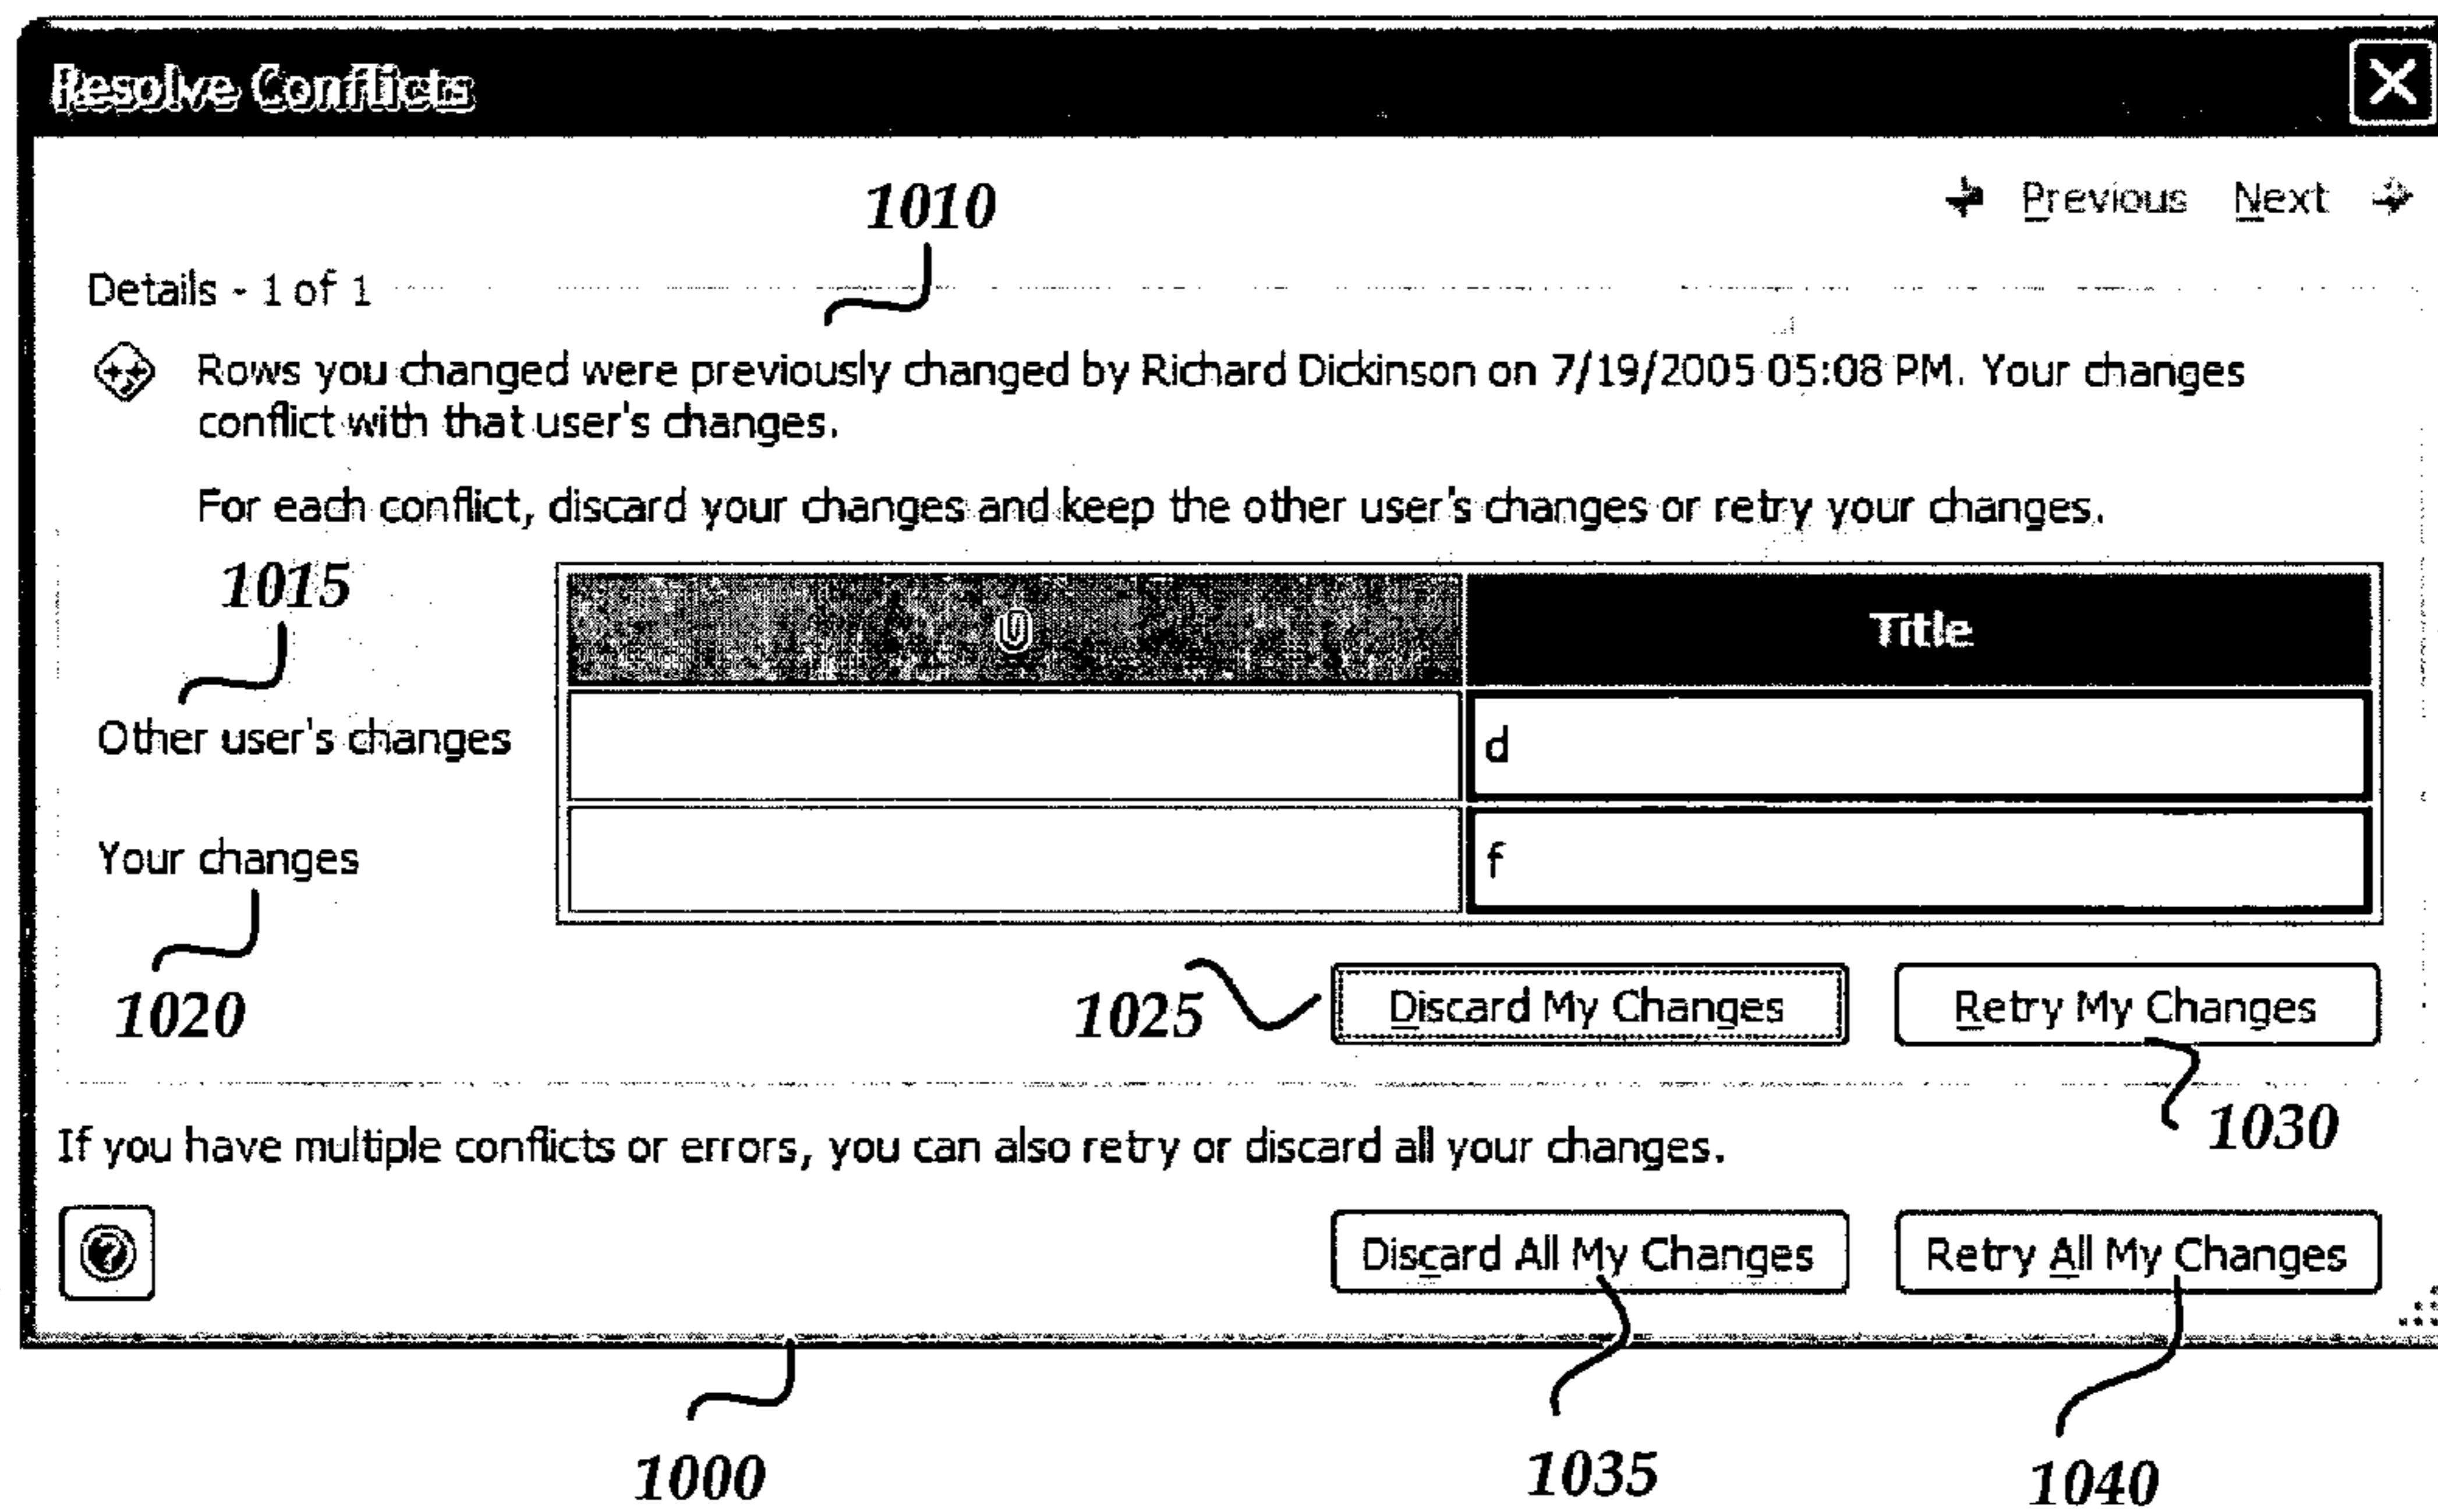 Resolve Conflicts
1010
Previous Next
Details - 1 of 1
Rows you changed were previously changed by Richard Dickinson on 7/19/2005 05:08 PM. Your changes
conflict with that user's changes.
For each conflict, discard your changes and keep the other user's changes or retry your changes.
1015
Title
Other user's changes
d
Your changes
f
1020
1025
Discard My Changes
Retry My Changes
1030
If you have multiple conflicts or errors, you can also retry or discard all your changes.
?
Discard All My Changes
Retry All My Changes
1000
1035
1040